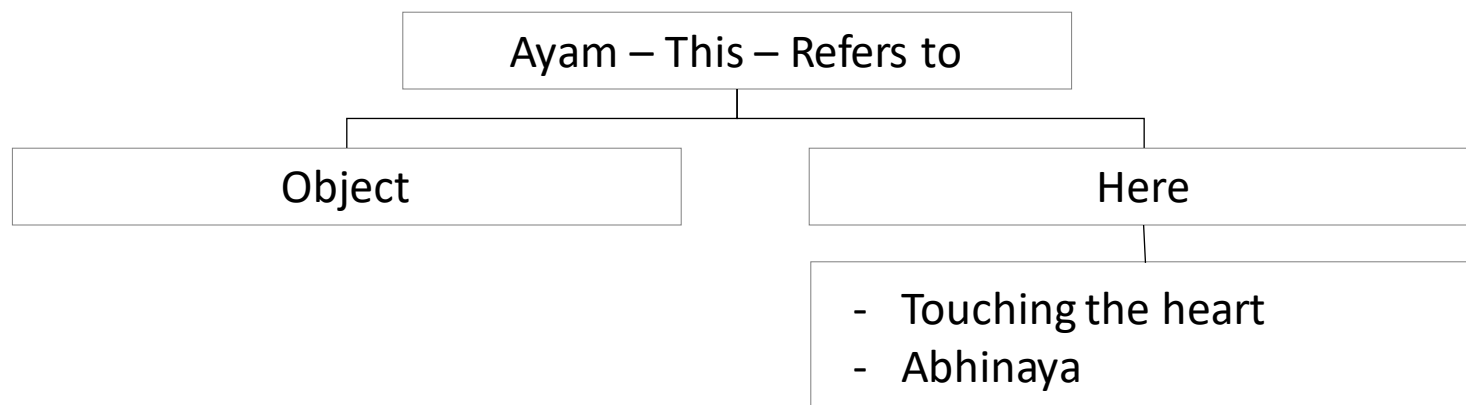 Ayam – This – Refers to
Object
Here
- Touching the heart
- Abhinaya